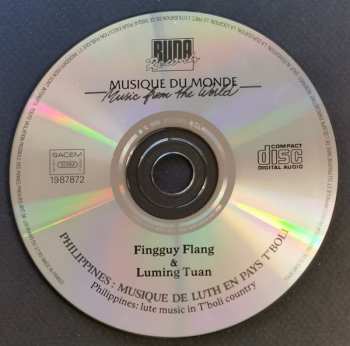 BUDA
Records
MUSIQUE DU MONDE
Music from the World
SACEM
1987872
COMPACT
disc
DIGITAL AUDIO
Fingguy Flang
&
Luming Tuan
PHILIPPINES : MUSIQUE DE LUTH EN PAYS T'BOLI
Philippines: lute music in T'boli country